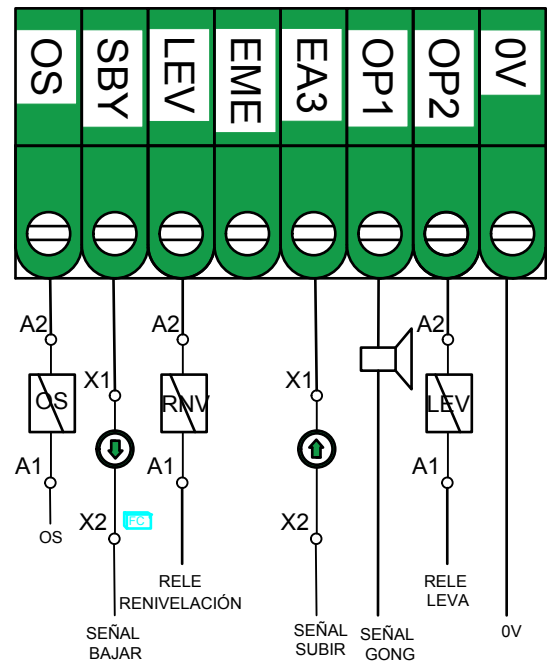 OS
SBY
LEV
EME
EA3
OP1
OP2
0V
A2
A2
A2
X1
X1
OS
RNV
LEV
A1
A1
A1
X2
FC
X2
OS
RELE
RENIVELACIÓN
RELE
LEVA
SEÑAL
BAJAR
SEÑAL
SUBIR
SEÑAL
GONG
0V